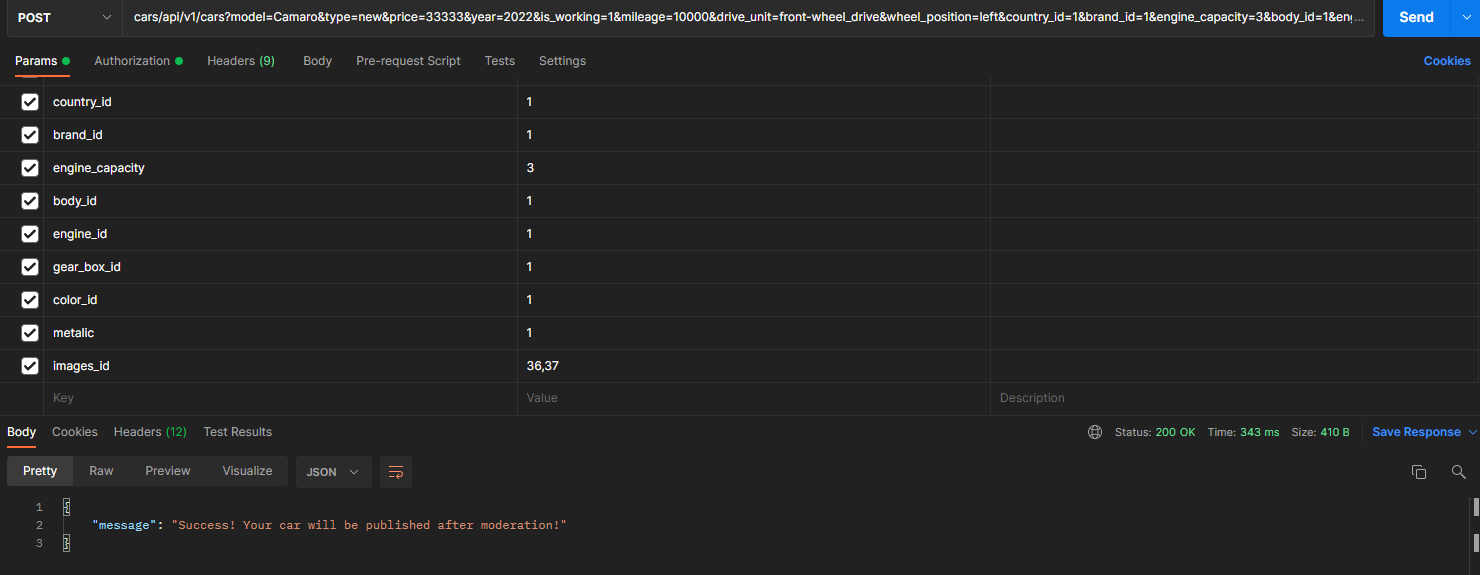 POST cars/api/v1/cars?model=Camaro&type=new&price=33333&year=2022&is_working=1&mileage=10000&drive_unit=front-wheel_drive&wheel_position=left&country_id=1&brand_id=1&engine_capacity=3&body_id=1&eng... Send
Params Authorization Headers (9) Body Pre-request Script Tests Settings Cookies
country_id 1
brand_id 1
engine_capacity 3
body_id 1
engine_id 1
gear_box_id 1
color_id 1
metalic 1
images_id 36,37
Key Value Description
Body Cookies Headers (12) Test Results Status: 200 OK Time: 343 ms Size: 410 B Save Response
Pretty Raw Preview Visualize JSON
1 {
2 "message": "Success! Your car will be published after moderation!"
3 }